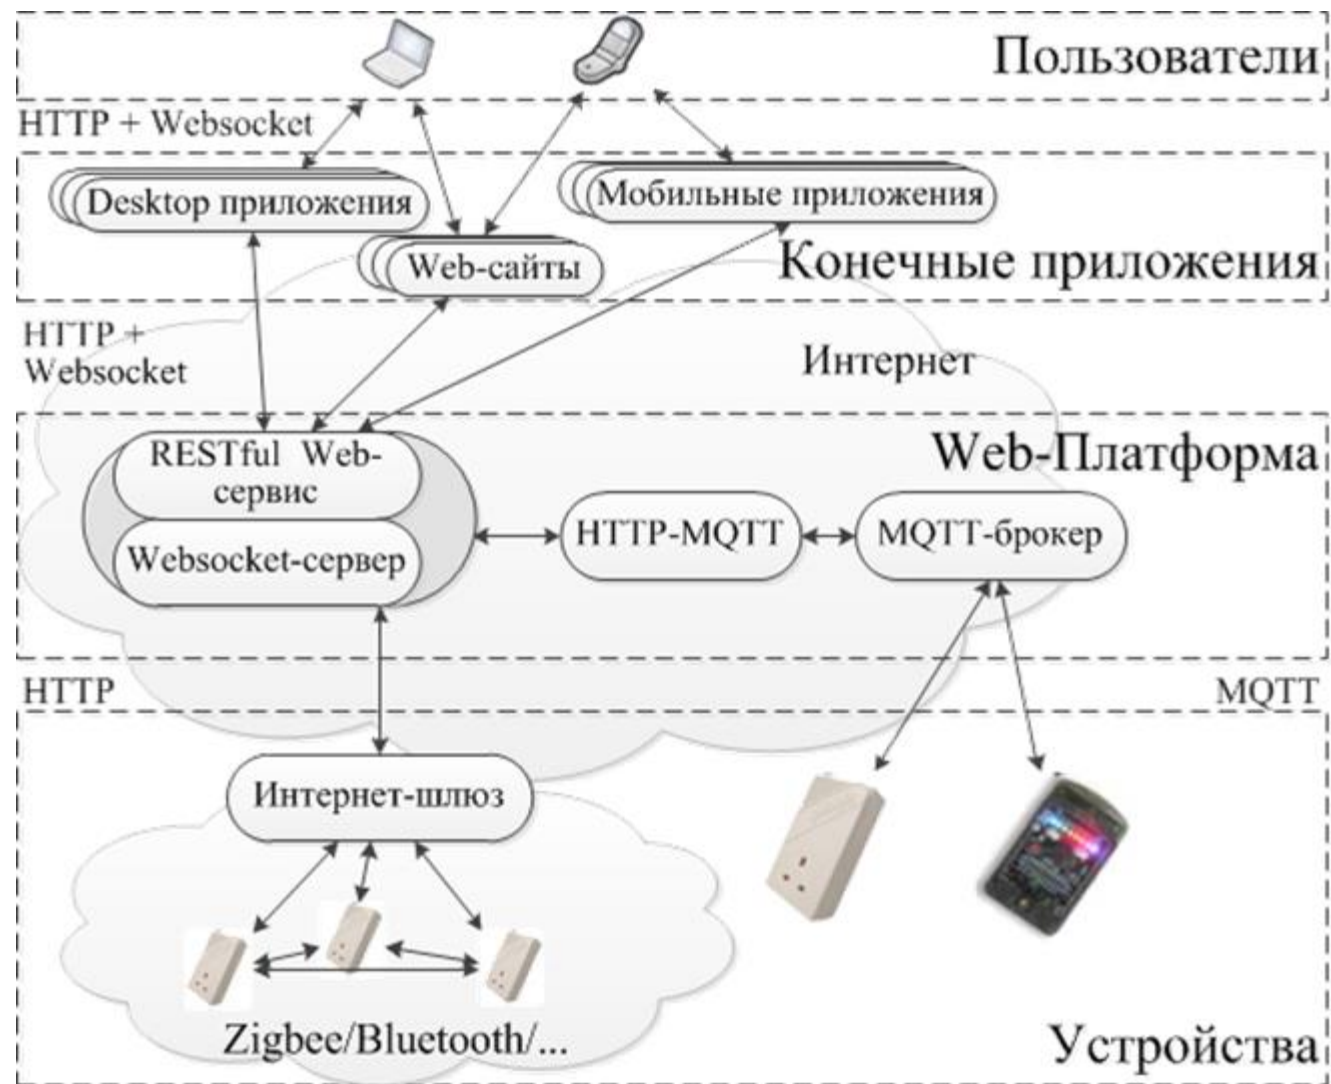 Пользователи
HTTP + Websocket
Desktop приложения
Мобильные приложения
Web-сайты
Конечные приложения
HTTP +
Websocket
Интернет
Web-Платформа
RESTful Web-
сервис
Websocket-сервер
HTTP-MQTT
MQTT-брокер
HTTP
MQTT
Интернет-шлюз
Zigbee/Bluetooth/...
Устройства